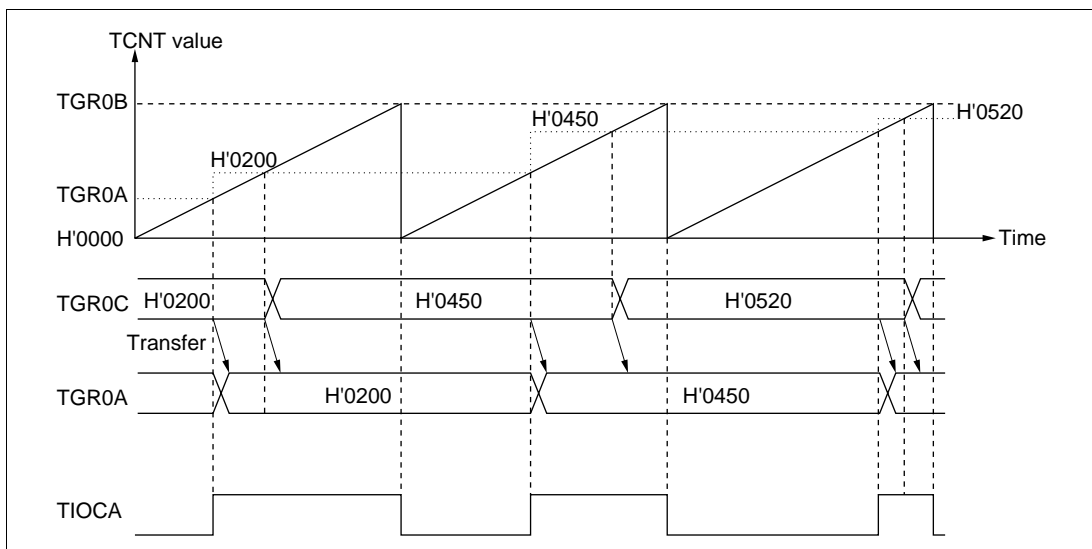 TCNT value
TGR0B
H'0450
H'0520
H'0200
TGR0A
H'0000
Time
TGR0C
H'0200
H'0450
H'0520
Transfer
TGR0A
H'0200
H'0450
TIOCA